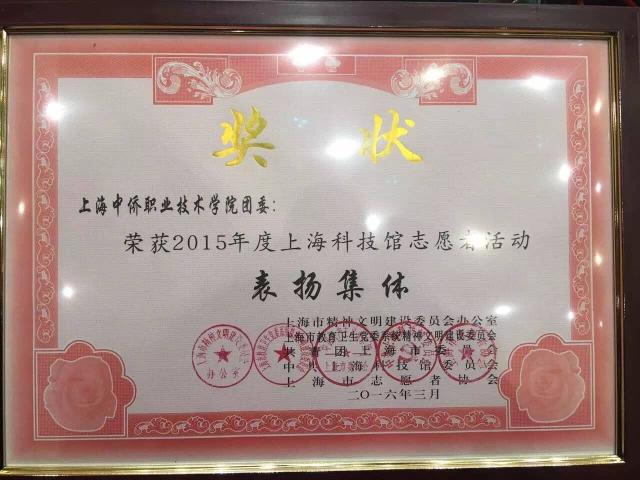 奖状
上海中侨职业技术学院团委：
荣获2015年度上海科技馆志愿者活动
表扬集体
上海市精神文明建设委员会办公室
上海市教育卫生党委系统精神文明建设委员会
共青团上海市委员会
中共上海科技馆委员会
上海市志愿者协会
二〇一六年三月
办公室